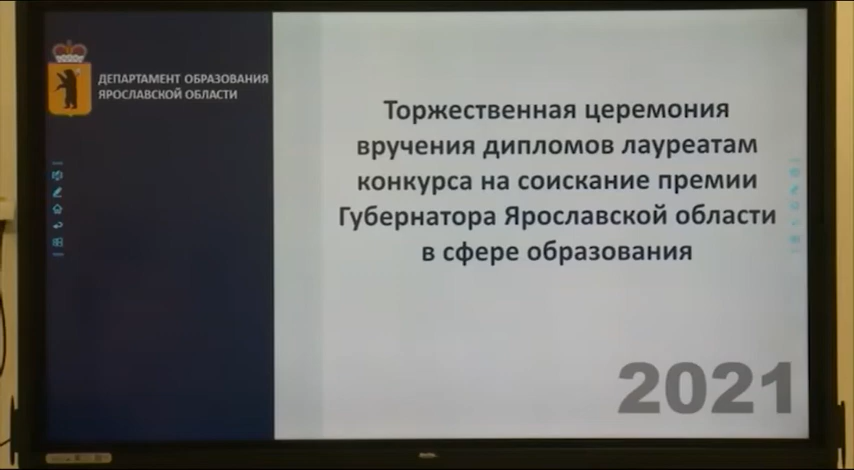 ДЕПАРТАМЕНТ ОБРАЗОВАНИЯ
ЯРОСЛАВСКОЙ ОБЛАСТИ
Торжественная церемония
вручения дипломов лауреатам
конкурса на соискание премии
Губернатора Ярославской области
в сфере образования
2021